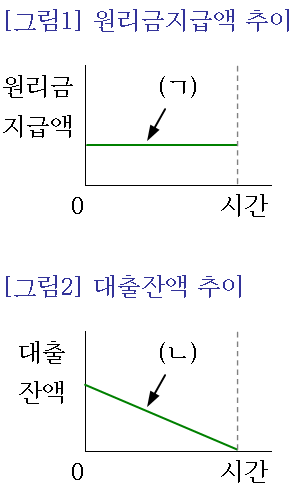 [그림1] 원리금지급액 추이
원리금
지급액
(ㄱ)
0
시간
[그림2] 대출잔액 추이
대출
잔액
(ㄴ)
0
시간